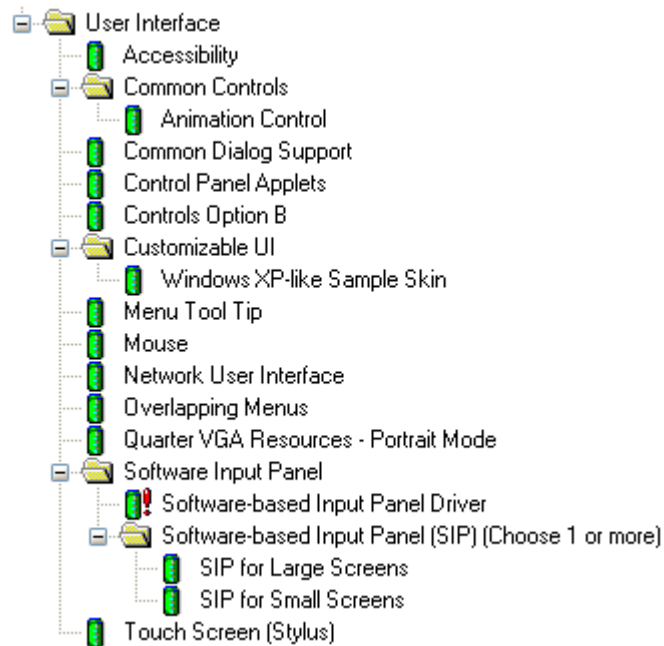 User Interface
Accessibility
Common Controls
Animation Control
Common Dialog Support
Control Panel Applets
Controls Option B
Customizable UI
Windows XP-like Sample Skin
Menu Tool Tip
Mouse
Network User Interface
Overlapping Menus
Quarter VGA Resources - Portrait Mode
Software Input Panel
Software-based Input Panel Driver
Software-based Input Panel (SIP) (Choose 1 or more)
SIP for Large Screens
SIP for Small Screens
Touch Screen (Stylus)